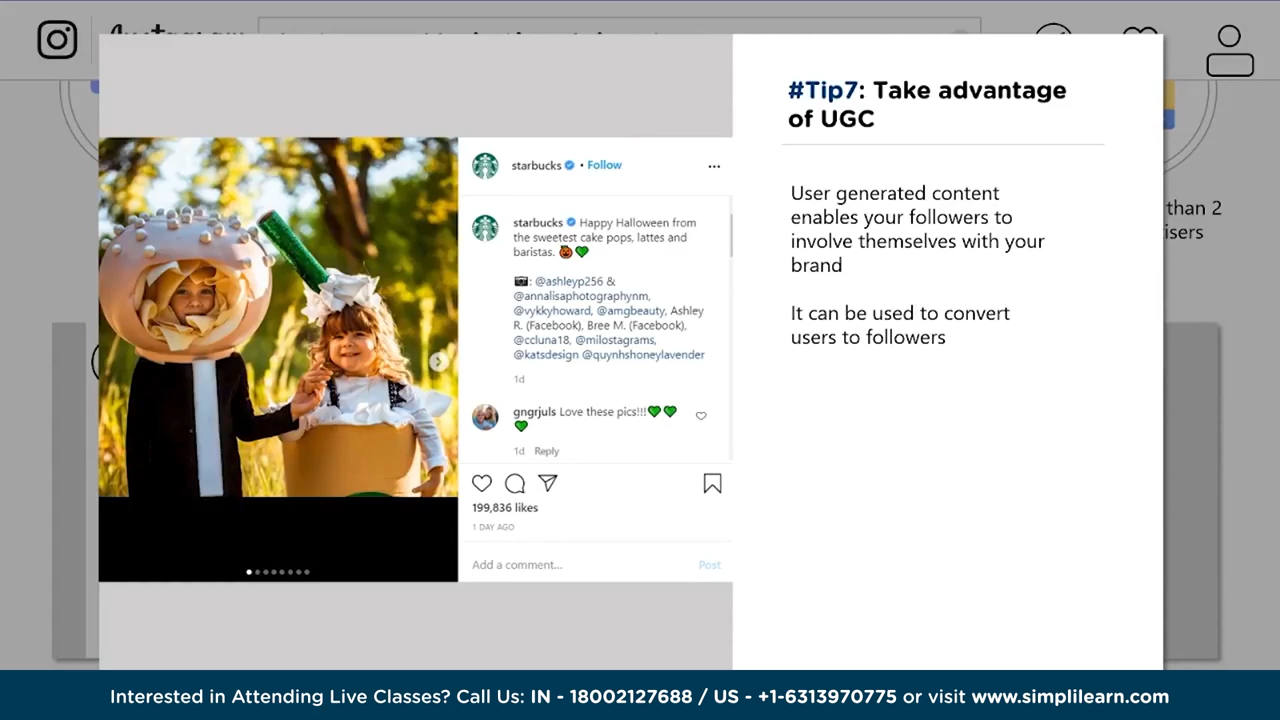 #Tip7: Take advantage
of UGC
User generated content
enables your followers to
involve themselves with your
brand
It can be used to convert
users to followers
starbucks • Follow
starbucks Happy Halloween from
the sweetest cake pops, lattes and
baristas.
: @ashleyp256 &
@annalisaphotographynm,
@vykkyhoward, @amgbeauty, Ashley
R. (Facebook), Bree M. (Facebook),
@ccluna18, @milostagrams,
@katsdesign @quynhshoneylavender
1d
gngrjuls Love these pics!!!
1d Reply
199,836 likes
1 DAY AGO
Add a comment... Post
than 2
isers
Interested in Attending Live Classes? Call Us: IN - 18002127688 / US - +1-6313970775 or visit www.simplilearn.com